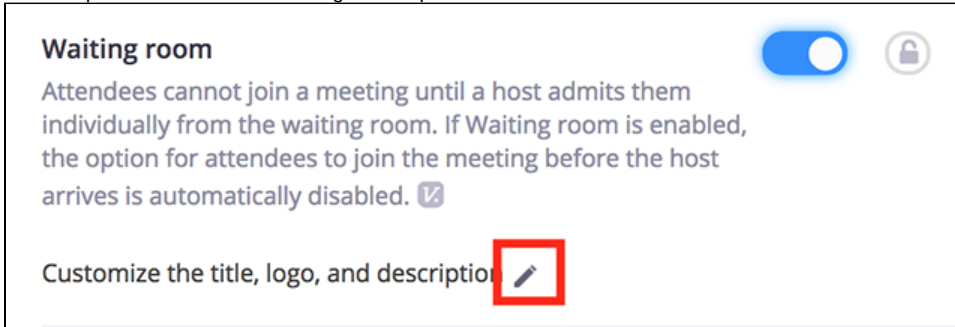 Waiting room
Attendees cannot join a meeting until a host admits them
individually from the waiting room. If Waiting room is enabled,
the option for attendees to join the meeting before the host
arrives is automatically disabled.
Customize the title, logo, and description